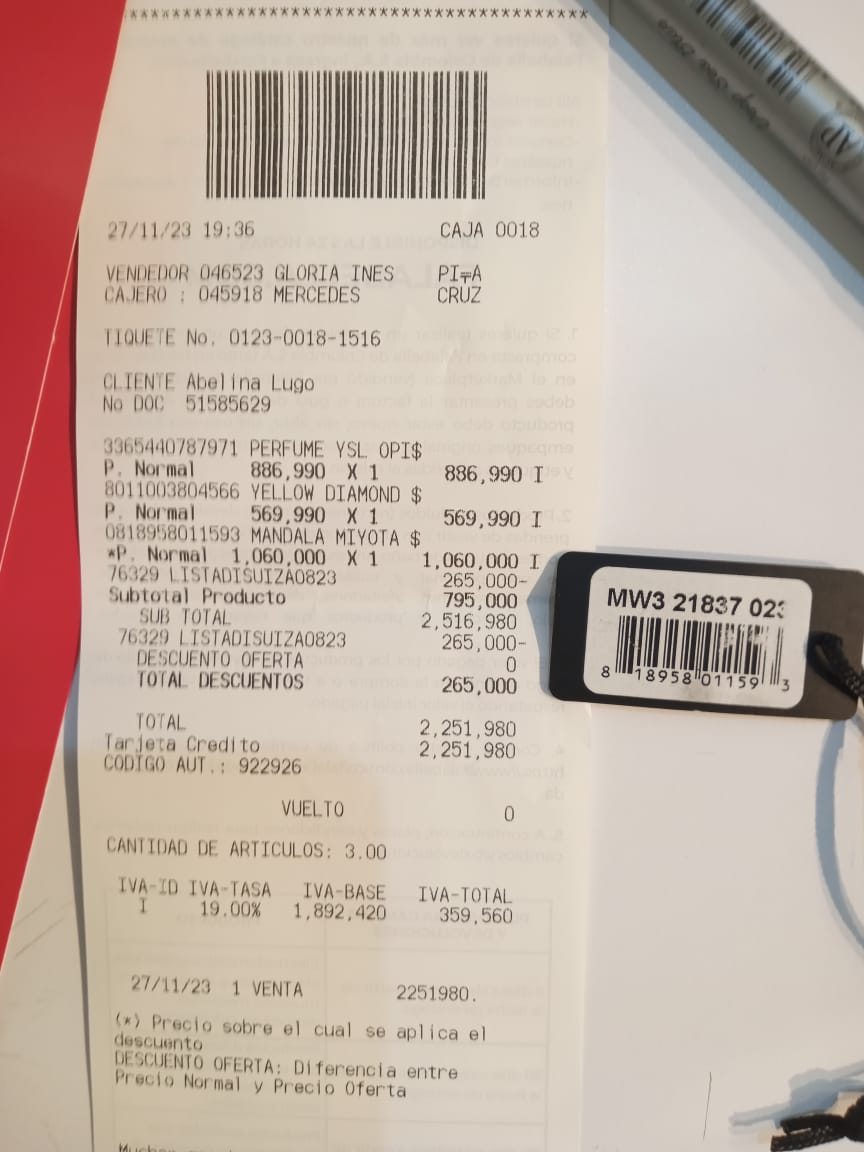 ****************************************
27/11/23 19:36 CAJA 0018
VENDEDOR 046523 GLORIA INES PI╤A
CAJERO : 045918 MERCEDES CRUZ
TIQUETE No. 0123-0018-1516
CLIENTE Abelina Lugo
No DOC 51585629
3365440787971 PERFUME YSL OPI$
P. Normal 886,990 X 1 886,990 I
8011003804566 YELLOW DIAMOND $
P. Normal 569,990 X 1 569,990 I
0818958011593 MANDALA MIYOTA $
*P. Normal 1,060,000 X 1 1,060,000 I
76329 LISTADISUIZA0823 265,000-
Subtotal Producto 795,000
SUB TOTAL 2,516,980
76329 LISTADISUIZA0823 265,000-
DESCUENTO OFERTA 0
TOTAL DESCUENTOS 265,000
TOTAL 2,251,980
Tarjeta Credito 2,251,980
CODIGO AUT.: 922926
VUELTO 0
CANTIDAD DE ARTICULOS: 3.00
IVA-ID IVA-TASA IVA-BASE IVA-TOTAL
I 19.00% 1,892,420 359,560
27/11/23 1 VENTA 2251980.
(*) Precio sobre el cual se aplica el
descuento
DESCUENTO OFERTA: Diferencia entre
Precio Normal y Precio Oferta
MW3 21837 023
8 18958 01159 3